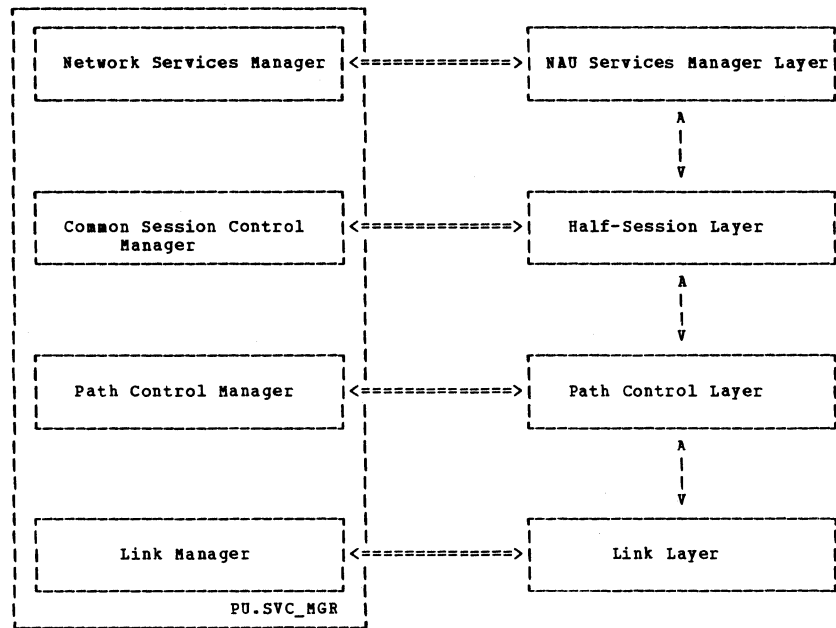 Network Services Manager
NAU Services Manager Layer
Common Session Control
Manager
Half-Session Layer
Path Control Manager
Path Control Layer
Link Manager
Link Layer
PU.SVC_MGR